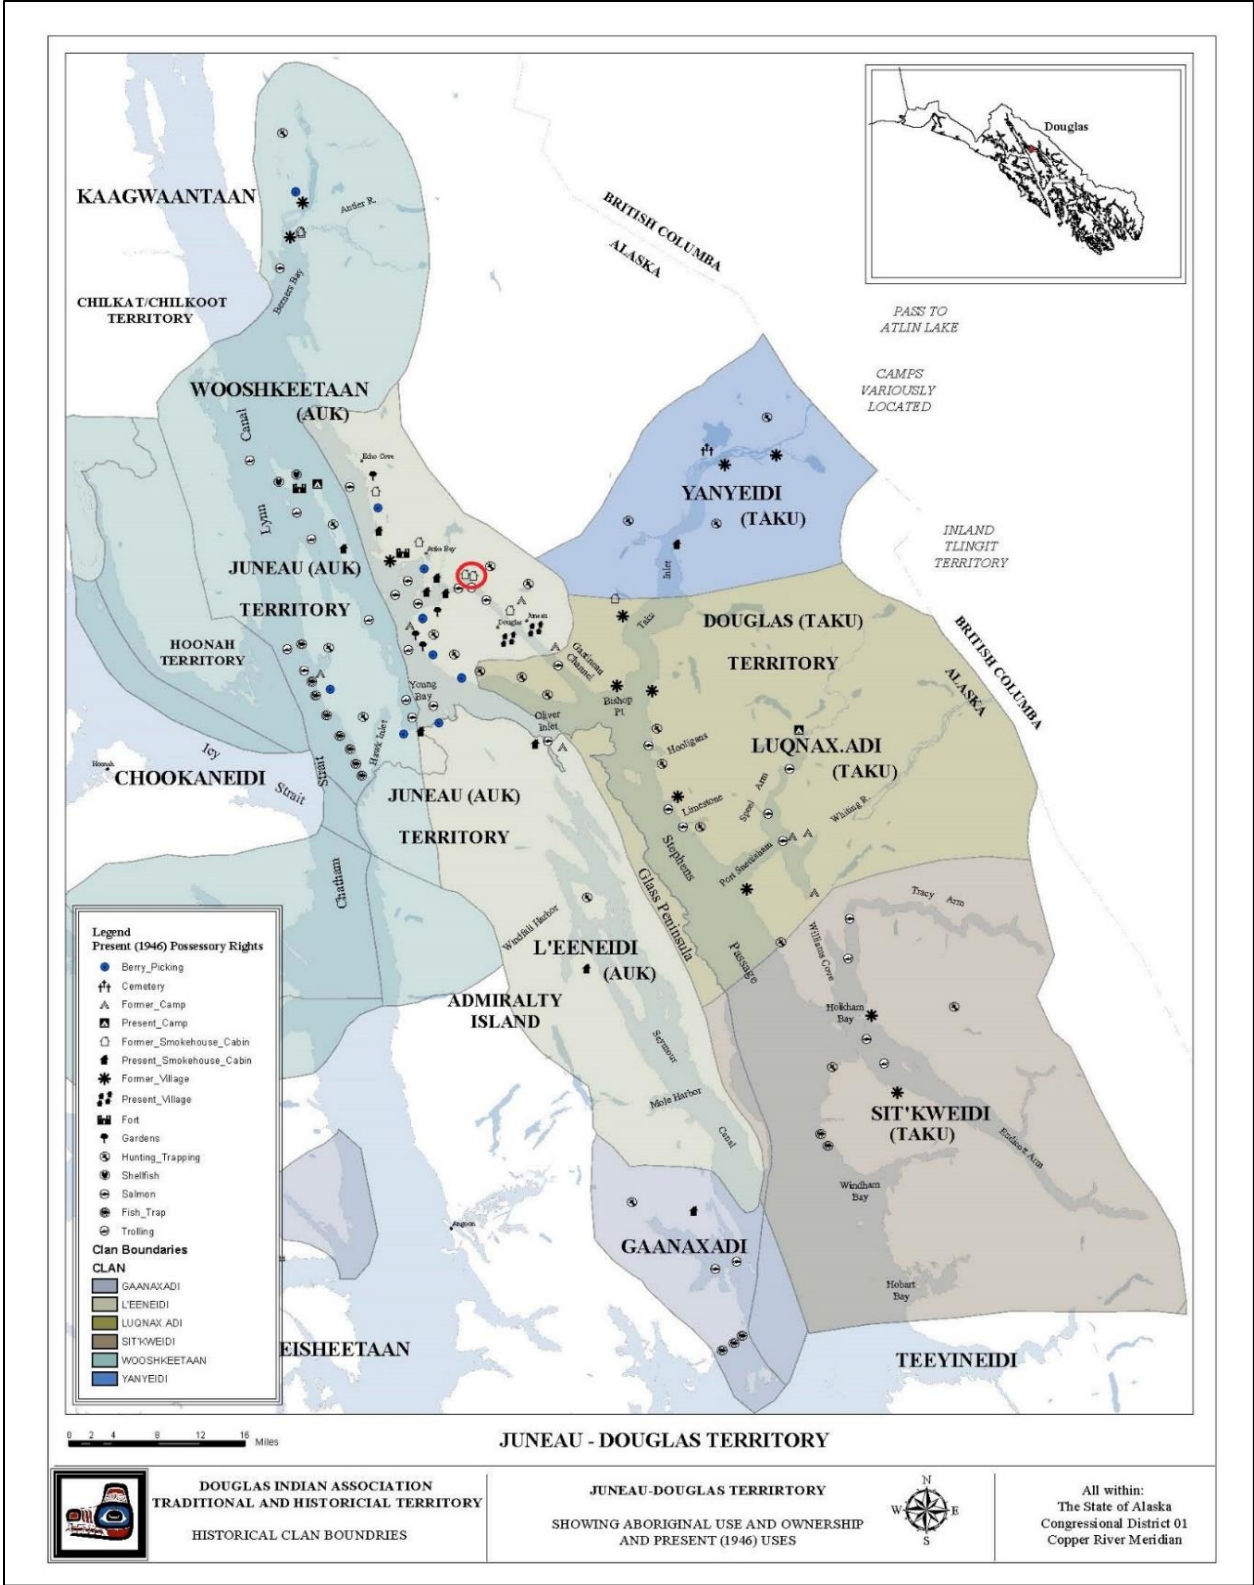 Douglas
BRITISH COLUMBA
ALASKA
KAAGWAANTAAN
Antler R.
Berners Bay
CHILKAT/CHILKOOT
TERRITORY
PASS TO
ATLIN LAKE
CAMPS
VARIOUSLY
LOCATED
WOOSHKEETAAN
(AUK)
Lynn Canal
Echo Cove
YANYEIDI
(TAKU)
INLAND
TLINGIT
TERRITORY
Auke Bay
JUNEAU (AUK)
TERRITORY
Taku Inlet
DOUGLAS (TAKU)
TERRITORY
Douglas
Juneau
BRITISH COLUMBA
ALASKA
HOONAH
TERRITORY
Gastineau
Channel
Young
Bay
Bishop
Pt
Oliver
Inlet
Hooligans
LUQNAX.ADI
(TAKU)
Hawk Inlet
Hoonah
Icy
Strait
CHOOKANEIDI
Strait
JUNEAU (AUK)
TERRITORY
Limestone
Speel Arm
Whiting R.
Stephens
Port Snettisham
Chatham
Glass Peninsula
Tracy Arm
Windfall Harbor
L'EENEIDI
(AUK)
Passage
Williams Cove
ADMIRALTY
ISLAND
Holkham
Bay
Seymour
Mole Harbor
Canal
SIT'KWEIDI
(TAKU)
Endicott Arm
Windham
Bay
Angoon
GAANAXADI
Hobart
Bay
EISHEETAAN
TEEYINEIDI
Legend
Present (1946) Possessory Rights
Berry_Picking
Cemetery
Former_Camp
Present_Camp
Former_Smokehouse_Cabin
Present_Smokehouse_Cabin
Former_Village
Present_Village
Fort
Gardens
Hunting_Trapping
Shellfish
Salmon
Fish_Trap
Trolling
Clan Boundaries
CLAN
GAANAXADI
L'EENEIDI
LUQNAX.ADI
SIT'KWEIDI
WOOSHKEETAAN
YANYEIDI
0 2 4 8 12 16 Miles
JUNEAU - DOUGLAS TERRITORY
DOUGLAS INDIAN ASSOCIATION
TRADITIONAL AND HISTORICIAL TERRITORY
HISTORICAL CLAN BOUNDRIES
JUNEAU-DOUGLAS TERRIRTORY
SHOWING ABORIGINAL USE AND OWNERSHIP
AND PRESENT (1946) USES
N
W E
S
All within:
The State of Alaska
Congressional District 01
Copper River Meridian